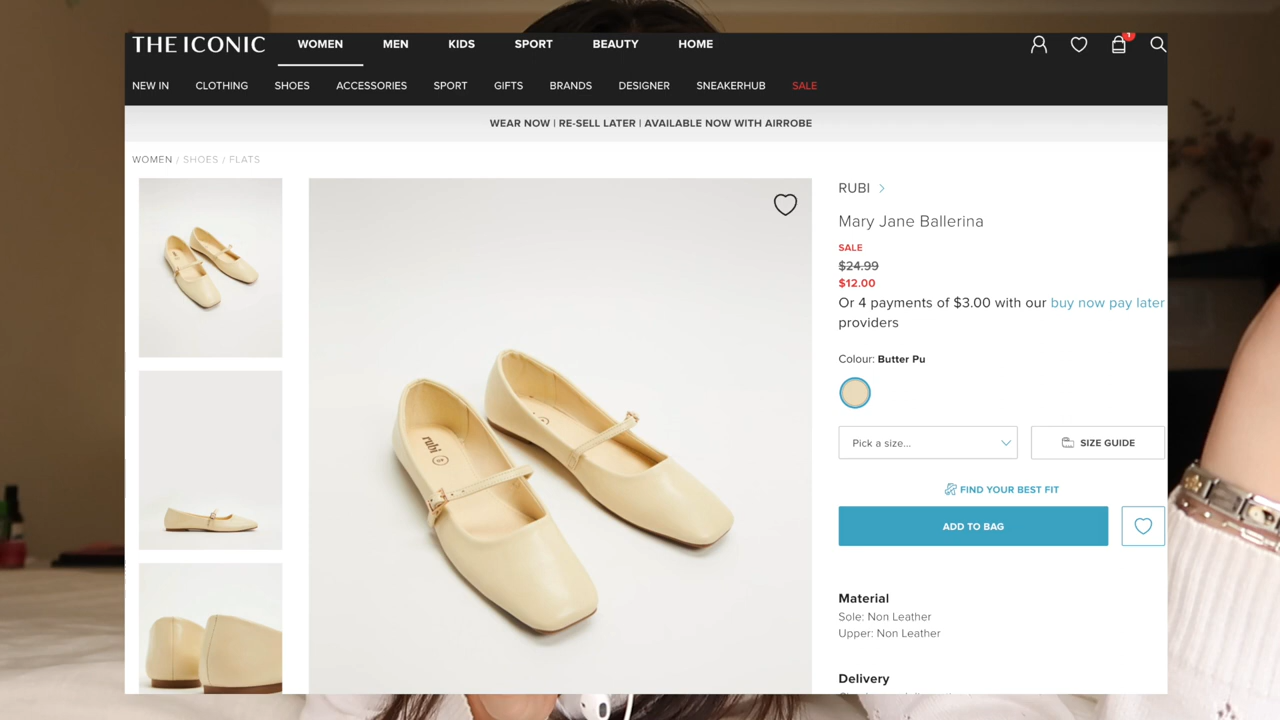 THE ICONIC
WOMEN MEN KIDS SPORT BEAUTY HOME
1
NEW IN CLOTHING SHOES ACCESSORIES SPORT GIFTS BRANDS DESIGNER SNEAKERHUB SALE
WEAR NOW | RE-SELL LATER | AVAILABLE NOW WITH AIRROBE
WOMEN / SHOES / FLATS
rubi
RUBI
Mary Jane Ballerina
SALE
$24.99
$12.00
Or 4 payments of $3.00 with our buy now pay later
providers
Colour: Butter Pu
Pick a size...
SIZE GUIDE
FIND YOUR BEST FIT
ADD TO BAG
Material
Sole: Non Leather
Upper: Non Leather
Delivery